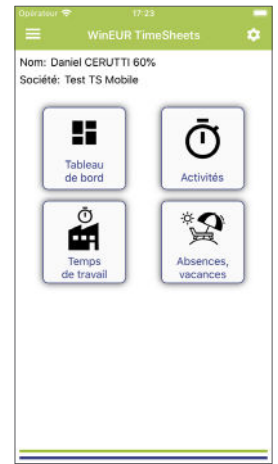 Opérateur 17:23
WinEUR TimeSheets
Nom: Daniel CERUTTI 60%
Société: Test TS Mobile
Tableau
de bord
Activités
Temps
de travail
Absences,
vacances